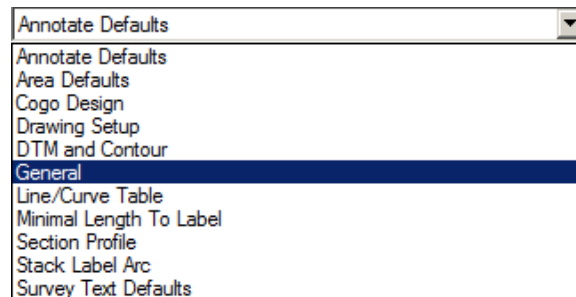 Annotate Defaults
Annotate Defaults
Area Defaults
Cogo Design
Drawing Setup
DTM and Contour
General
Line/Curve Table
Minimal Length To Label
Section Profile
Stack Label Arc
Survey Text Defaults